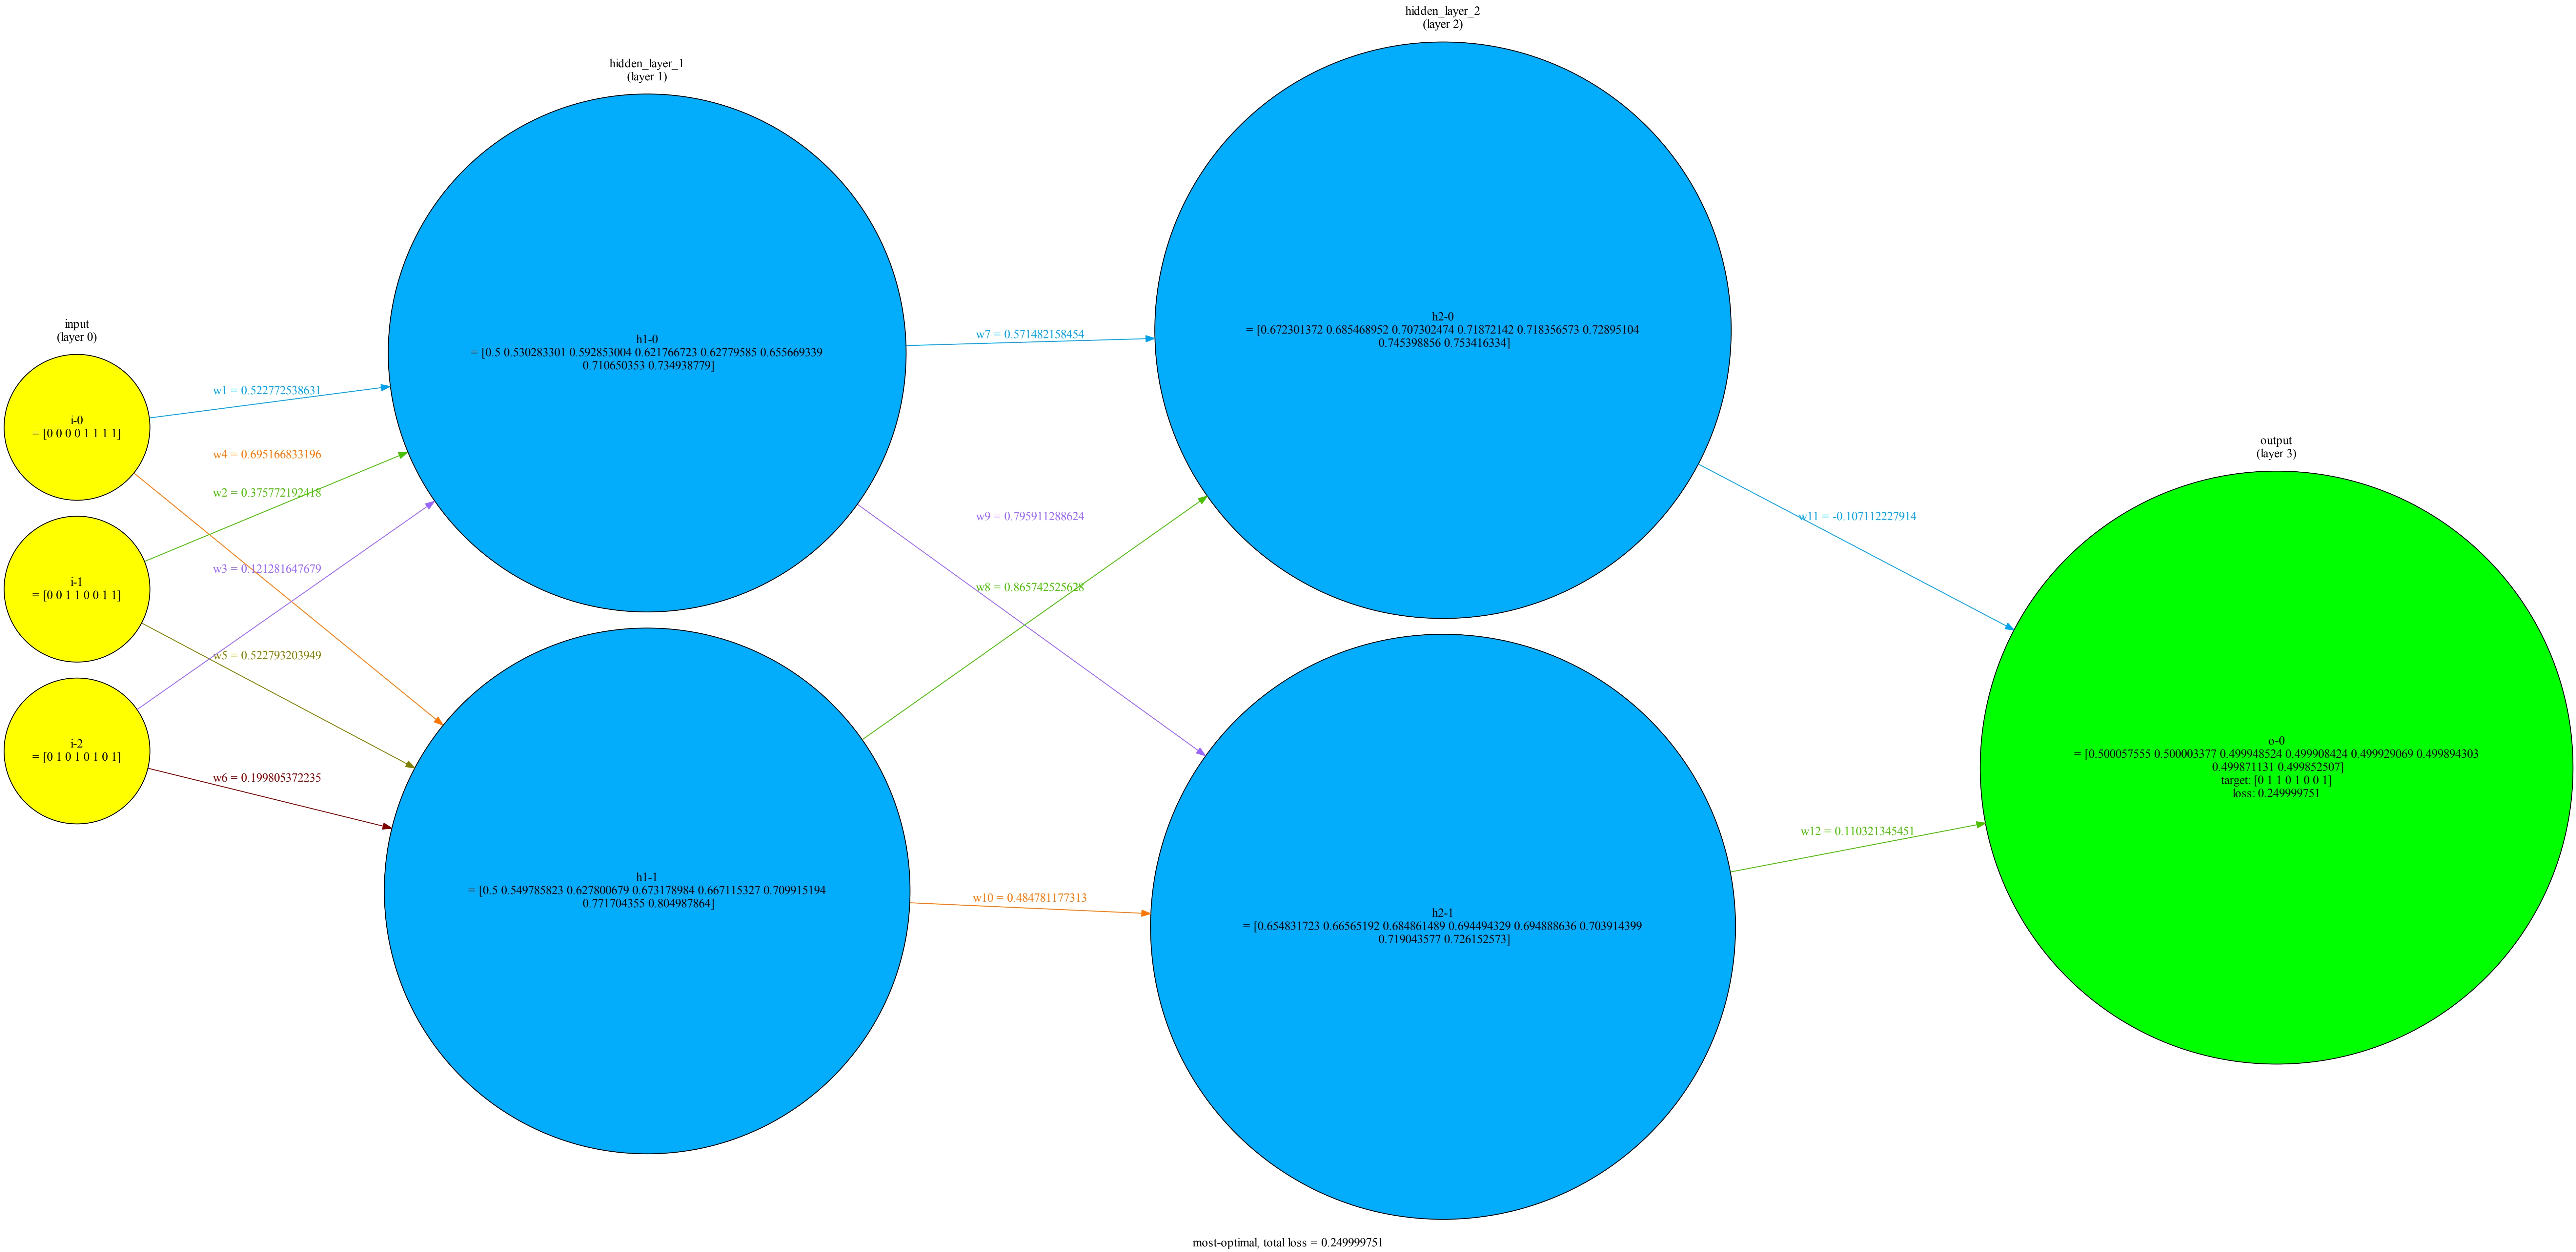 input
(layer 0)
i-0
= [0 0 0 0 1 1 1 1]
i-1
= [0 0 1 1 0 0 1 1]
i-2
= [0 1 0 1 0 1 0 1]
w1 = 0.522772538631
w4 = 0.695166833196
w2 = 0.375772192418
w3 = 0.121281647679
w5 = 0.522793203949
w6 = 0.199805372235
hidden_layer_1
(layer 1)
h1-0
= [0.5 0.530283301 0.592853004 0.621766723 0.62779585 0.655669339
0.710650353 0.734938779]
h1-1
= [0.5 0.549785823 0.627800679 0.673178984 0.667115327 0.709915194
0.771704355 0.804987864]
w7 = 0.571482158454
w9 = 0.795911288624
w8 = 0.865742525628
w10 = 0.484781177313
hidden_layer_2
(layer 2)
h2-0
= [0.672301372 0.685468952 0.707302474 0.71872142 0.718356573 0.72895104
0.745398856 0.753416334]
h2-1
= [0.654831723 0.66565192 0.684861489 0.694494329 0.694888636 0.703914399
0.719043577 0.726152573]
w11 = -0.107112227914
w12 = 0.110321345451
output
(layer 3)
o-0
= [0.500057555 0.500003377 0.499948524 0.499908424 0.499929069 0.499894303
0.499871131 0.499852507]
target: [0 1 1 0 1 0 0 1]
loss: 0.249999751
most-optimal, total loss = 0.249999751